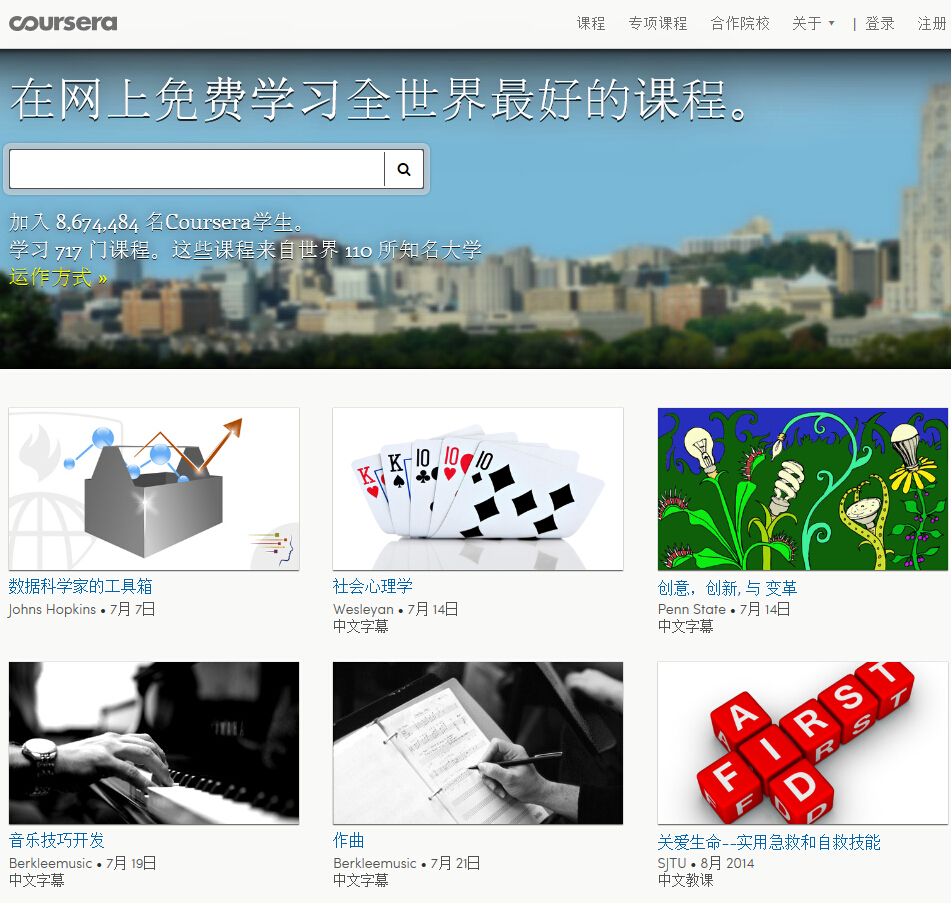 coursera
课程 专项课程 合作院校 关于 | 登录 注册
在网上免费学习全世界最好的课程。
加入 8,674,484 名Coursera学生。
学习 717 门课程。这些课程来自世界 110 所知名大学
运作方式 »
K K 10 10 10
数据科学家的工具箱
Johns Hopkins • 7月 7日
社会心理学
Wesleyan • 7月 14日
中文字幕
创意，创新, 与 变革
Penn State • 7月 14日
中文字幕
A
FIRST
D
音乐技巧开发
Berkleemusic • 7月 19日
中文字幕
作曲
Berkleemusic • 7月 21日
中文字幕
关爱生命--实用急救和自救技能
SJTU • 8月 2014
中文教课